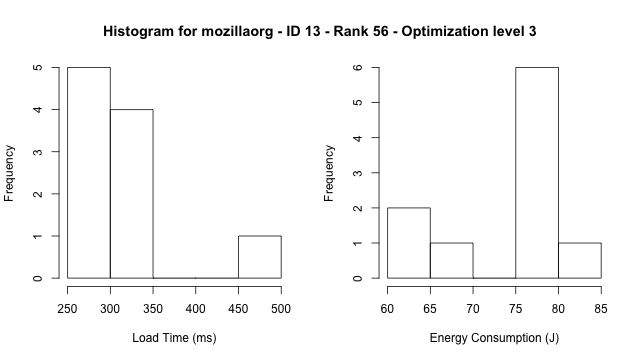 Histogram for mozillaorg - ID 13 - Rank 56 - Optimization level 3
Frequency
5
4
3
2
1
0
250 300 350 400 450 500
Load Time (ms)
Frequency
6
5
4
3
2
1
0
60 65 70 75 80 85
Energy Consumption (J)